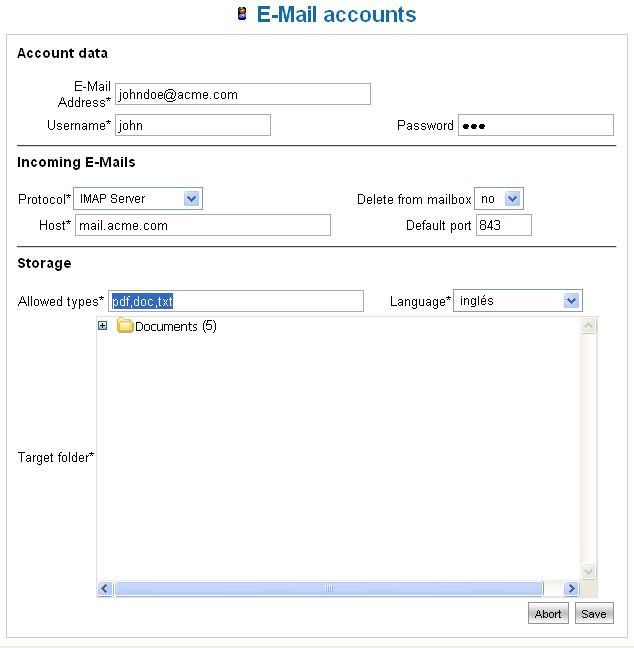 E-Mail accounts
Account data
E-Mail
Address* johndoe@acme.com
Username* john Password ●●●
Incoming E-Mails
Protocol* IMAP Server Delete from mailbox no
Host* mail.acme.com Default port 843
Storage
Allowed types* pdf,doc,txt Language* inglés
Documents (5)
Target folder*
Abort Save